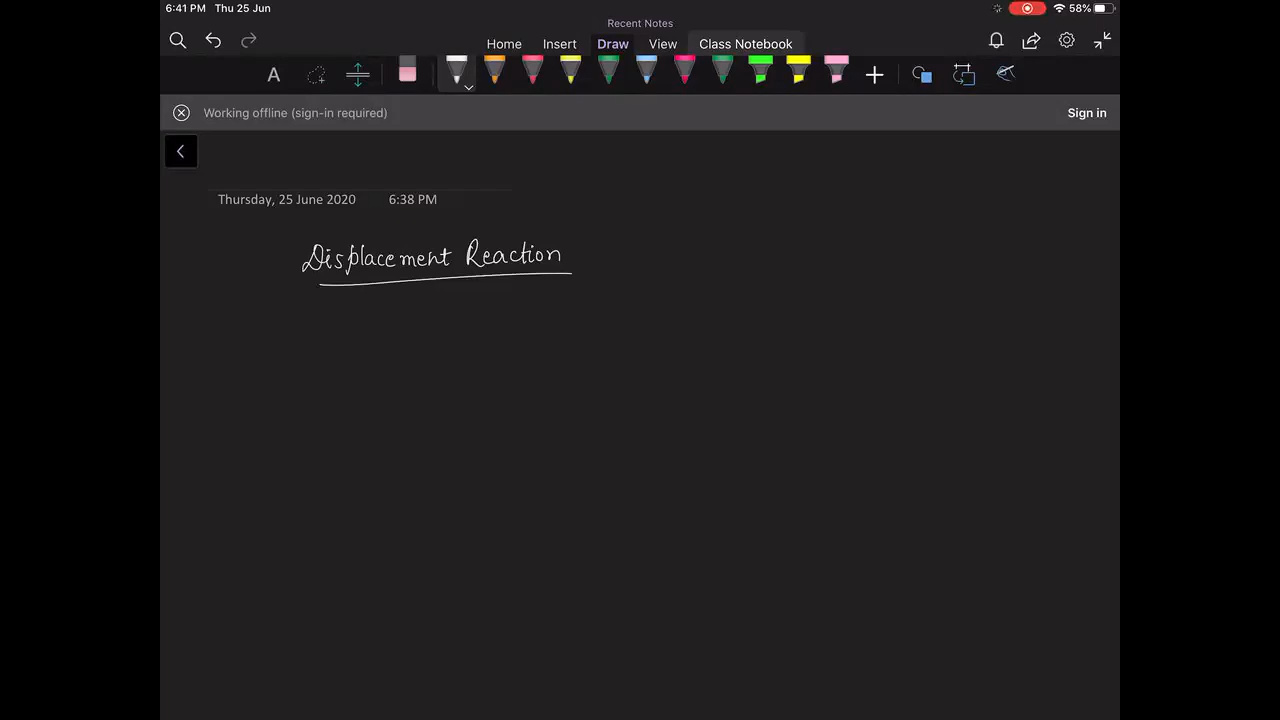 6:41 PM Thu 25 Jun 58%
Recent Notes
Home Insert Draw View Class Notebook
A
Working offline (sign-in required) Sign in
Thursday, 25 June 2020 6:38 PM
Displacement Reaction